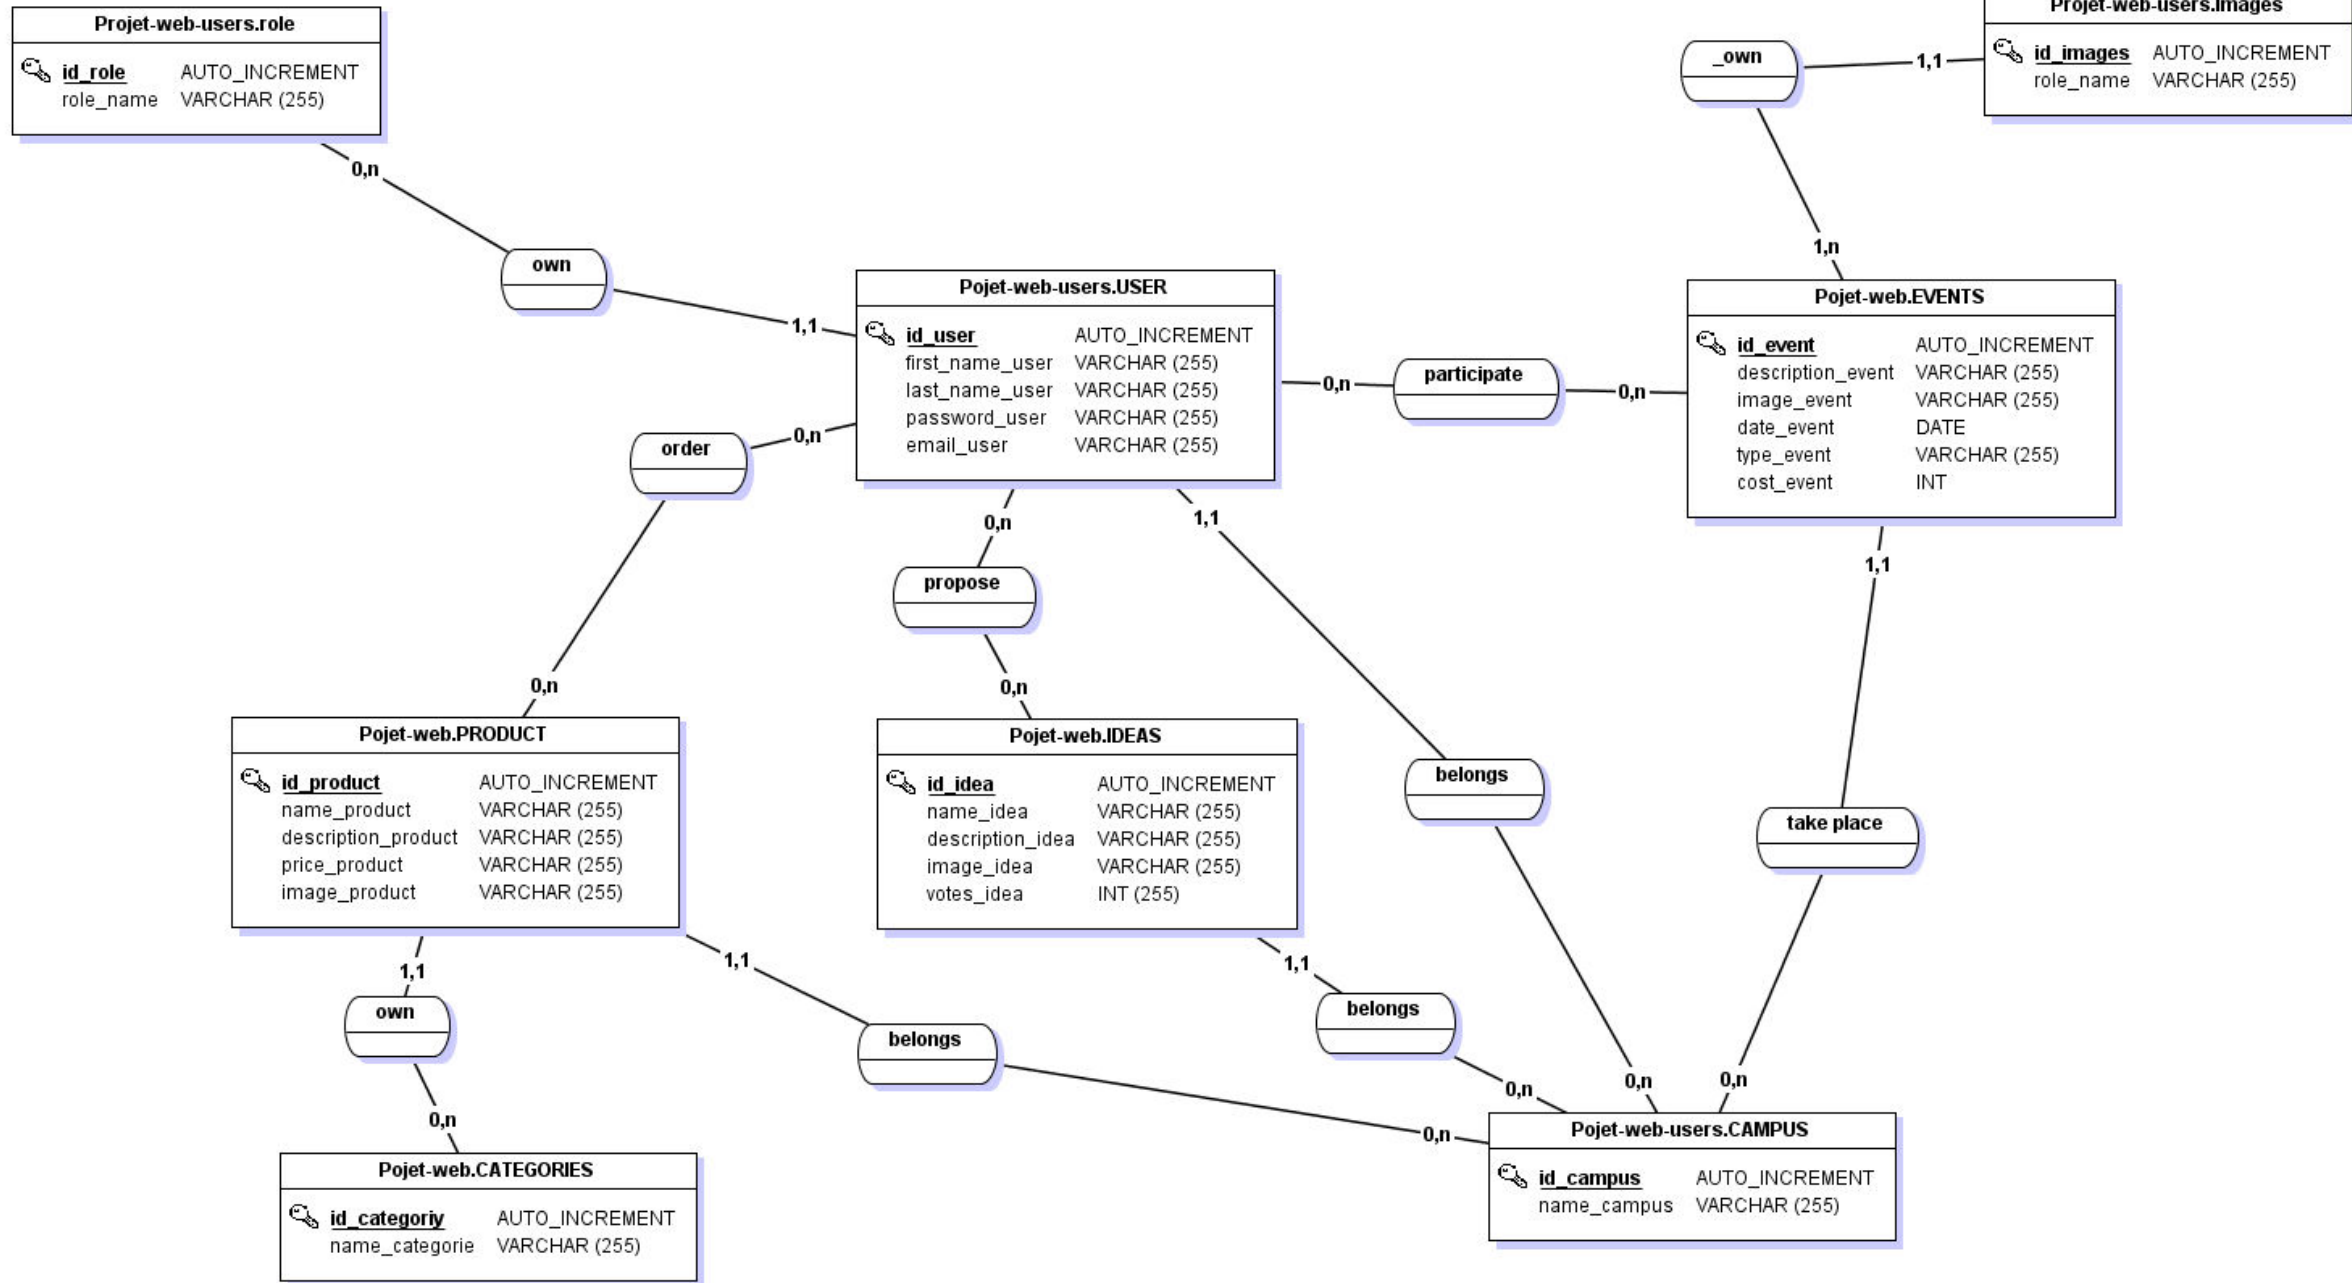 Projet-web-users.role
id_role AUTO_INCREMENT
role_name VARCHAR (255)
Projet-web-users.Images
id_images AUTO_INCREMENT
role_name VARCHAR (255)
_own
1,1
1,n
0,n
own
1,1
Pojet-web-users.USER
id_user AUTO_INCREMENT
first_name_user VARCHAR (255)
last_name_user VARCHAR (255)
password_user VARCHAR (255)
email_user VARCHAR (255)
0,n
participate
0,n
Pojet-web.EVENTS
id_event AUTO_INCREMENT
description_event VARCHAR (255)
image_event VARCHAR (255)
date_event DATE
type_event VARCHAR (255)
cost_event INT
order
0,n
0,n
0,n
propose
0,n
1,1
belongs
0,n
1,1
take place
0,n
Pojet-web.PRODUCT
id_product AUTO_INCREMENT
name_product VARCHAR (255)
description_product VARCHAR (255)
price_product VARCHAR (255)
image_product VARCHAR (255)
Pojet-web.IDEAS
id_idea AUTO_INCREMENT
name_idea VARCHAR (255)
description_idea VARCHAR (255)
image_idea VARCHAR (255)
votes_idea INT (255)
1,1
own
0,n
1,1
belongs
0,n
1,1
belongs
0,n
Pojet-web.CATEGORIES
id_categoriy AUTO_INCREMENT
name_categorie VARCHAR (255)
Pojet-web-users.CAMPUS
id_campus AUTO_INCREMENT
name_campus VARCHAR (255)